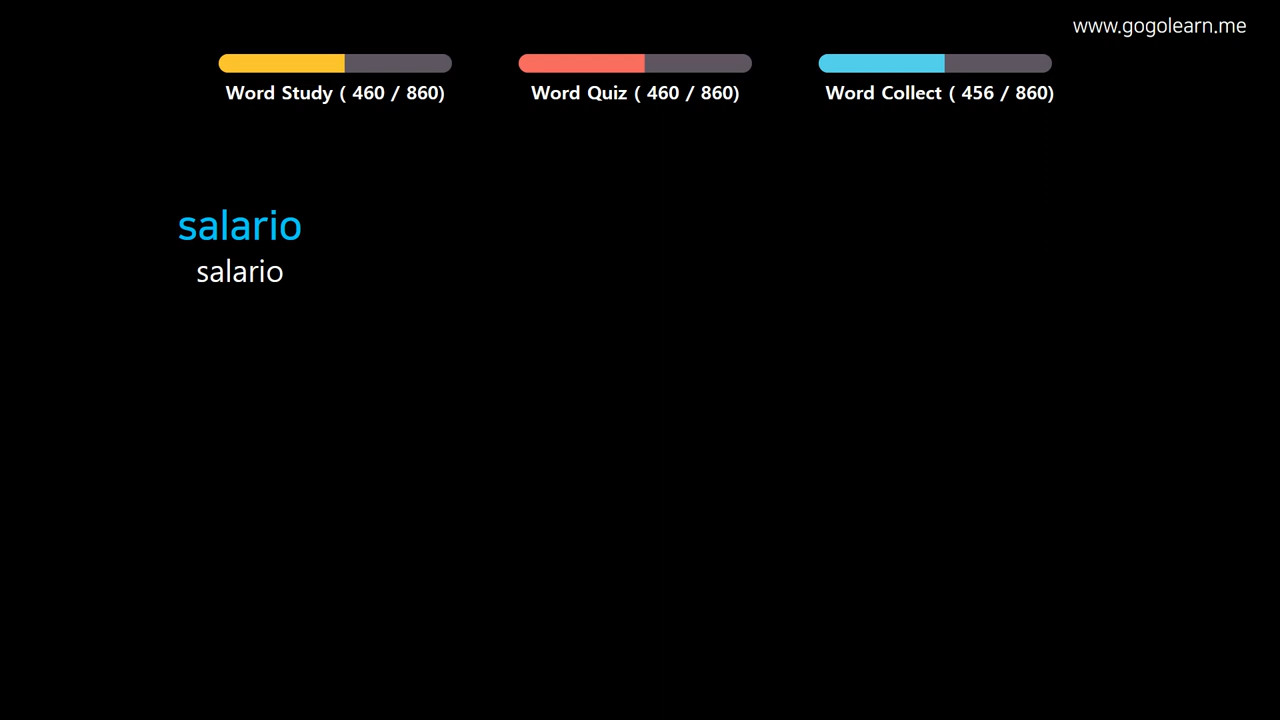 www.gogolearn.me
Word Study ( 460 / 860)
Word Quiz ( 460 / 860)
Word Collect ( 456 / 860)
salario
salario